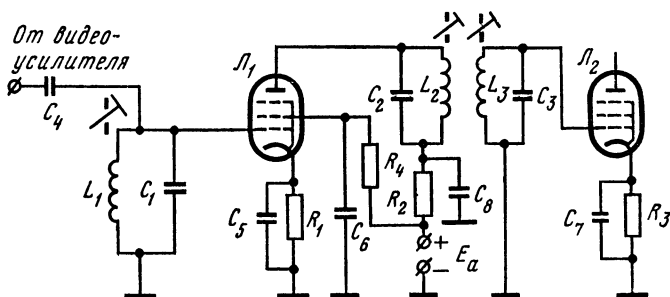 От видео-
усилителя
C₄
Л₁
C₂
L₂
L₃
C₃
Л₂
L₁
C₁
C₅
R₁
C₆
R₄
R₂
C₈
+
−
Eₐ
C₇
R₃